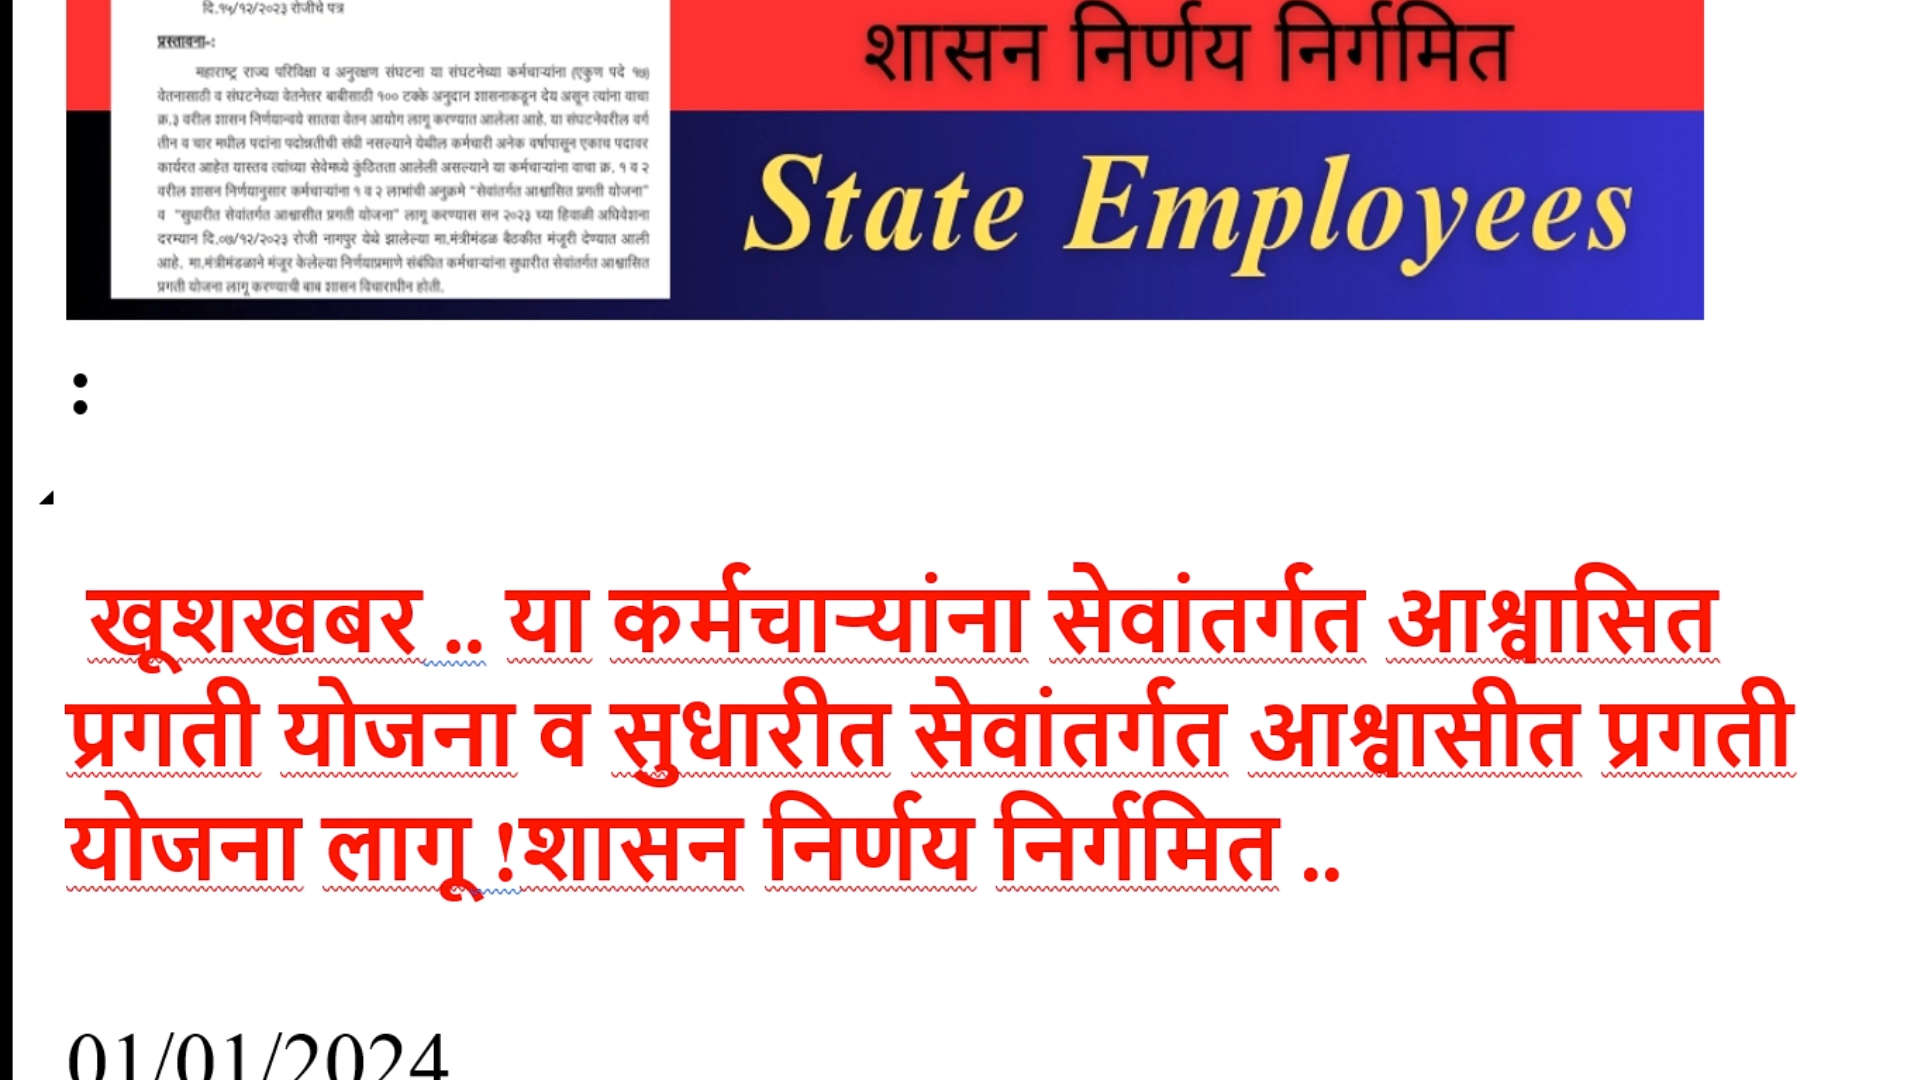 दि.१५/१२/२०२३ रोजीचे पत्र
शासन निर्णय निर्गमित
प्रस्तावना-:
महाराष्ट्र राज्य परिविक्षा व अनुरक्षण संघटना या संघटनेच्या कर्मचाऱ्यांना (एकुण पदे १७)
वेतनासाठी व संघटनेच्या वेतनेत्तर बाबीसाठी १०० टक्के अनुदान शासनाकडून देय असून त्यांना वाचा
क्र.३ वरील शासन निर्णयान्वये सातवा वेतन आयोग लागू करण्यात आलेला आहे. या संघटनेवरील वर्ग
तीन व चार मधील पदांना पदोन्नतीची संधी नसल्याने येथील कर्मचारी अनेक वर्षापासून एकाच पदावर
कार्यरत आहेत यास्तव त्यांच्या सेवेमध्ये कुंठितता आलेली असल्याने या कर्मचाऱ्यांना वाचा क्र. १ व २
वरील शासन निर्णयानुसार कर्मचाऱ्यांना १ व २ लाभांची अनुक्रमे "सेवांतर्गत आश्वासित प्रगती योजना"
व "सुधारीत सेवांतर्गत आश्वासीत प्रगती योजना" लागू करण्यास सन २०२३ च्या हिवाळी अधिवेशना
दरम्यान दि.०७/१२/२०२३ रोजी नागपुर येथे झालेल्या मा.मंत्रीमंडळ बैठकीत मंजूरी देण्यात आली
आहे. मा.मंत्रीमंडळाने मंजूर केलेल्या निर्णयाप्रमाणे संबंधित कर्मचाऱ्यांना सुधारीत सेवांतर्गत आश्वासित
प्रगती योजना लागू करण्याची बाब शासन विचाराधीन होती.
State Employees
:
खूशखबर .. या कर्मचाऱ्यांना सेवांतर्गत आश्वासित
प्रगती योजना व सुधारीत सेवांतर्गत आश्वासीत प्रगती
योजना लागू !शासन निर्णय निर्गमित ..
01/01/2024